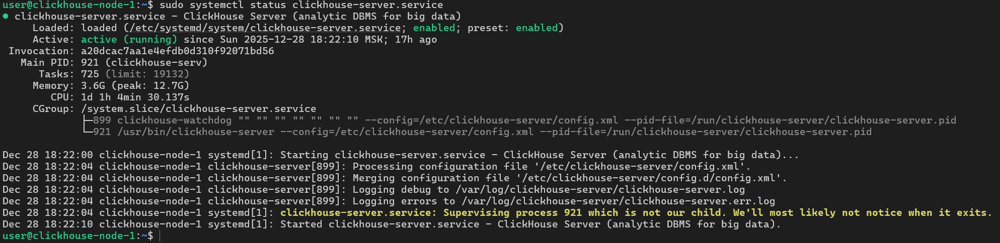 user@clickhouse-node-1:~$ sudo systemctl status clickhouse-server.service
● clickhouse-server.service - ClickHouse Server (analytic DBMS for big data)
     Loaded: loaded (/etc/systemd/system/clickhouse-server.service; enabled; preset: enabled)
     Active: active (running) since Sun 2025-12-28 18:22:10 MSK; 17h ago
 Invocation: a20dcac7aa1e4efdb0d310f92071bd56
   Main PID: 921 (clickhouse-serv)
      Tasks: 725 (limit: 19132)
     Memory: 3.6G (peak: 12.7G)
        CPU: 1d 1h 4min 30.137s
     CGroup: /system.slice/clickhouse-server.service
             ├─899 clickhouse-watchdog "" "" "" "" "" "" "" --config=/etc/clickhouse-server/config.xml --pid-file=/run/clickhouse-server/clickhouse-server.pid
             └─921 /usr/bin/clickhouse-server --config=/etc/clickhouse-server/config.xml --pid-file=/run/clickhouse-server/clickhouse-server.pid

Dec 28 18:22:00 clickhouse-node-1 systemd[1]: Starting clickhouse-server.service - ClickHouse Server (analytic DBMS for big data)...
Dec 28 18:22:04 clickhouse-node-1 clickhouse-server[899]: Processing configuration file '/etc/clickhouse-server/config.xml'.
Dec 28 18:22:04 clickhouse-node-1 clickhouse-server[899]: Merging configuration file '/etc/clickhouse-server/config.d/config.xml'.
Dec 28 18:22:04 clickhouse-node-1 clickhouse-server[899]: Logging debug to /var/log/clickhouse-server/clickhouse-server.log
Dec 28 18:22:04 clickhouse-node-1 clickhouse-server[899]: Logging errors to /var/log/clickhouse-server/clickhouse-server.err.log
Dec 28 18:22:04 clickhouse-node-1 systemd[1]: clickhouse-server.service: Supervising process 921 which is not our child. We'll most likely not notice when it exits.
Dec 28 18:22:10 clickhouse-node-1 systemd[1]: Started clickhouse-server.service - ClickHouse Server (analytic DBMS for big data).
user@clickhouse-node-1:~$